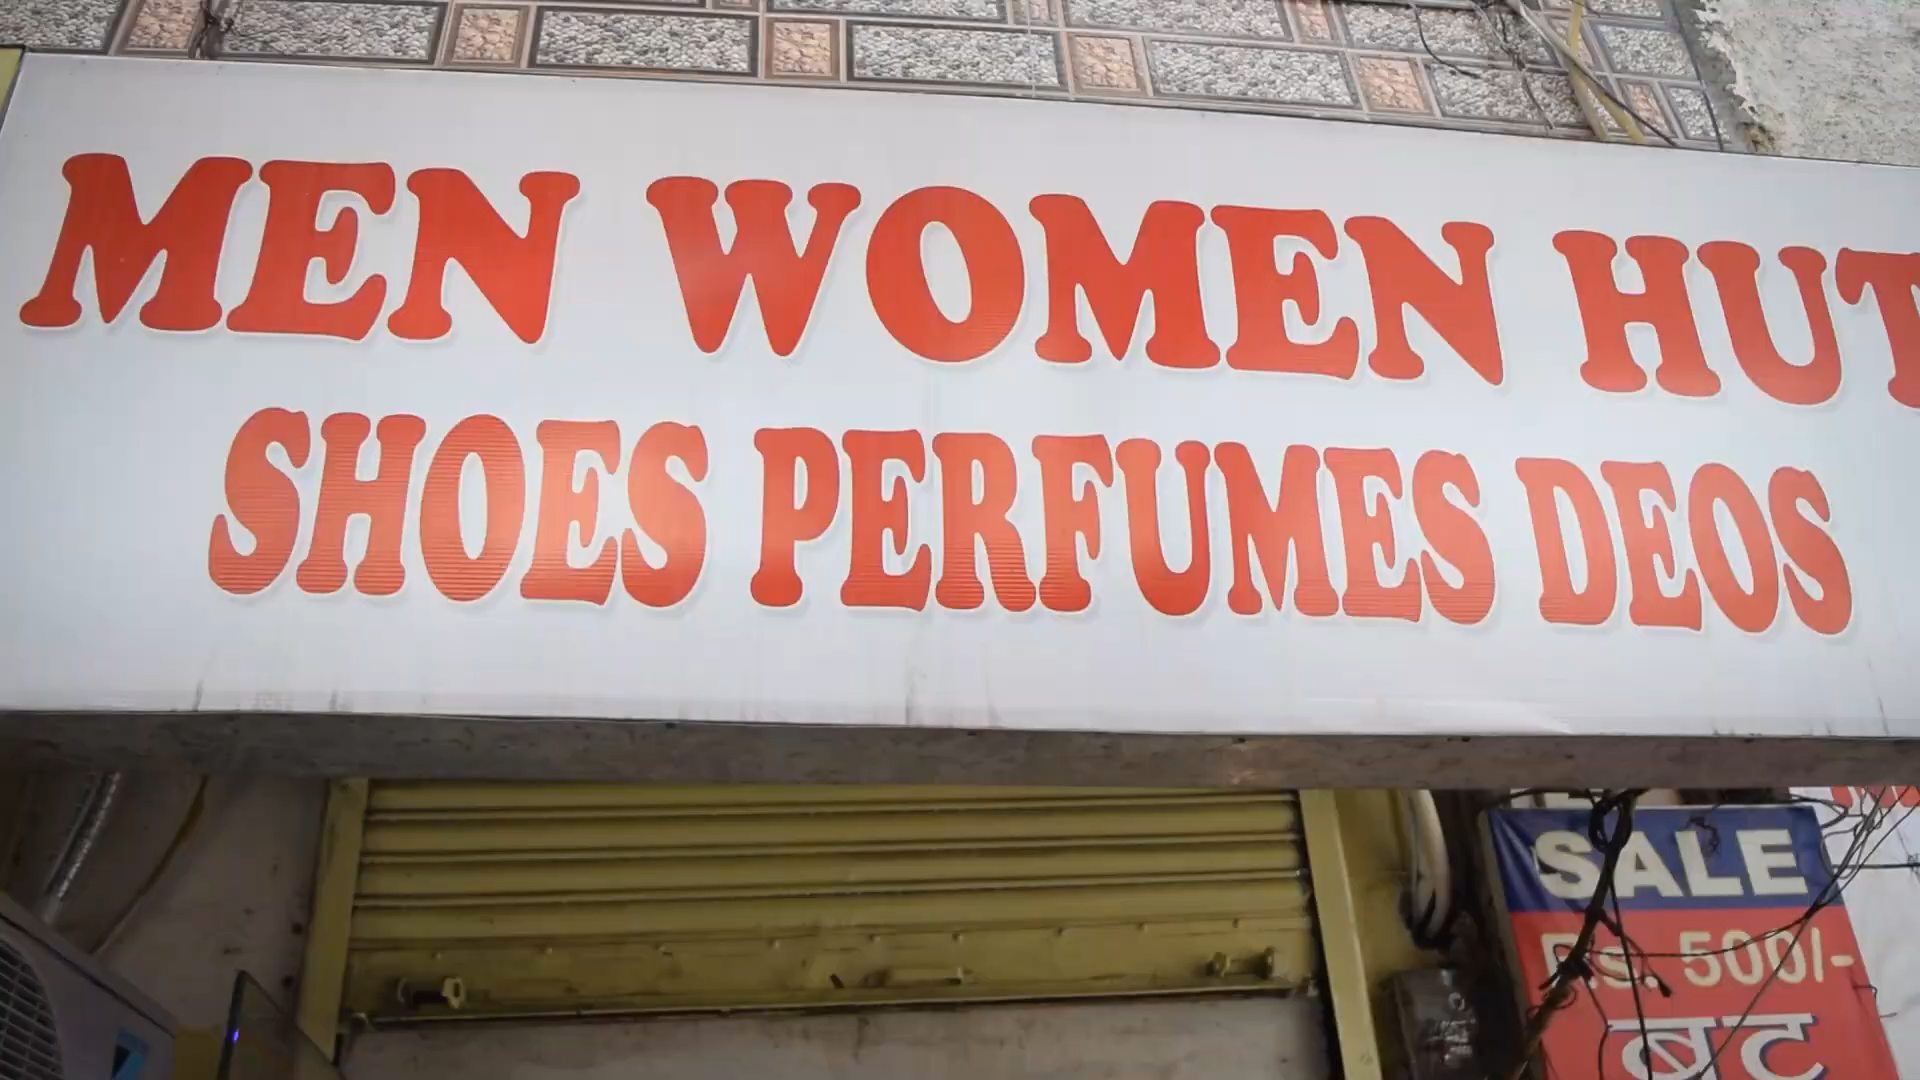 MEN WOMEN HUT
SHOES PERFUMES DEOS
SALE
Rs. 500/-
बूट